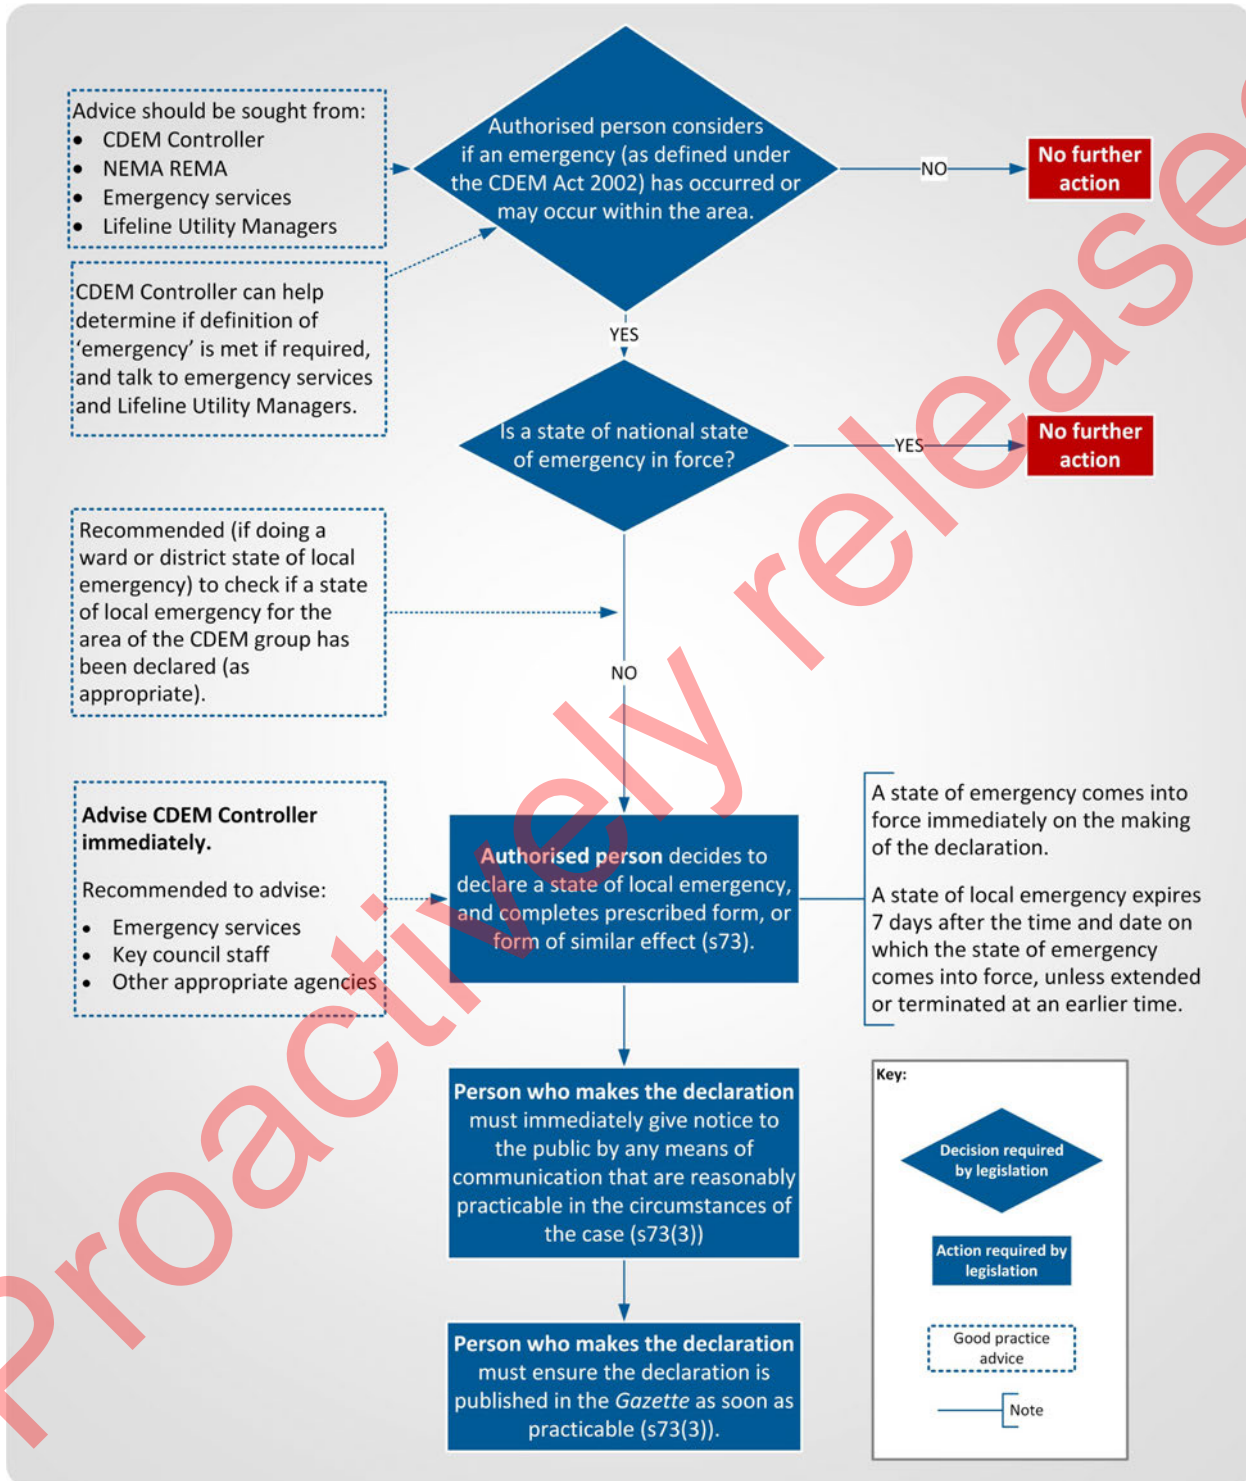 Advice should be sought from:
• CDEM Controller
• NEMA REMA
• Emergency services
• Lifeline Utility Managers
Authorised person considers
if an emergency (as defined under
the CDEM Act 2002) has occurred or
may occur within the area.
NO
No further
action
CDEM Controller can help
determine if definition of
‘emergency’ is met if required,
and talk to emergency services
and Lifeline Utility Managers.
YES
Is a state of national state
of emergency in force?
YES
No further
action
Recommended (if doing a
ward or district state of local
emergency) to check if a state
of local emergency for the
area of the CDEM group has
been declared (as
appropriate).
NO
Advise CDEM Controller
immediately.
Recommended to advise:
• Emergency services
• Key council staff
• Other appropriate agencies
Authorised person decides to
declare a state of local emergency,
and completes prescribed form, or
form of similar effect (s73).
A state of emergency comes into
force immediately on the making
of the declaration.
A state of local emergency expires
7 days after the time and date on
which the state of emergency
comes into force, unless extended
or terminated at an earlier time.
Person who makes the declaration
must immediately give notice to
the public by any means of
communication that are reasonably
practicable in the circumstances of
the case (s73(3))
Person who makes the declaration
must ensure the declaration is
published in the Gazette as soon as
practicable (s73(3)).
Key:
Decision required
by legislation
Action required by
legislation
Good practice
advice
Note
Proactively release